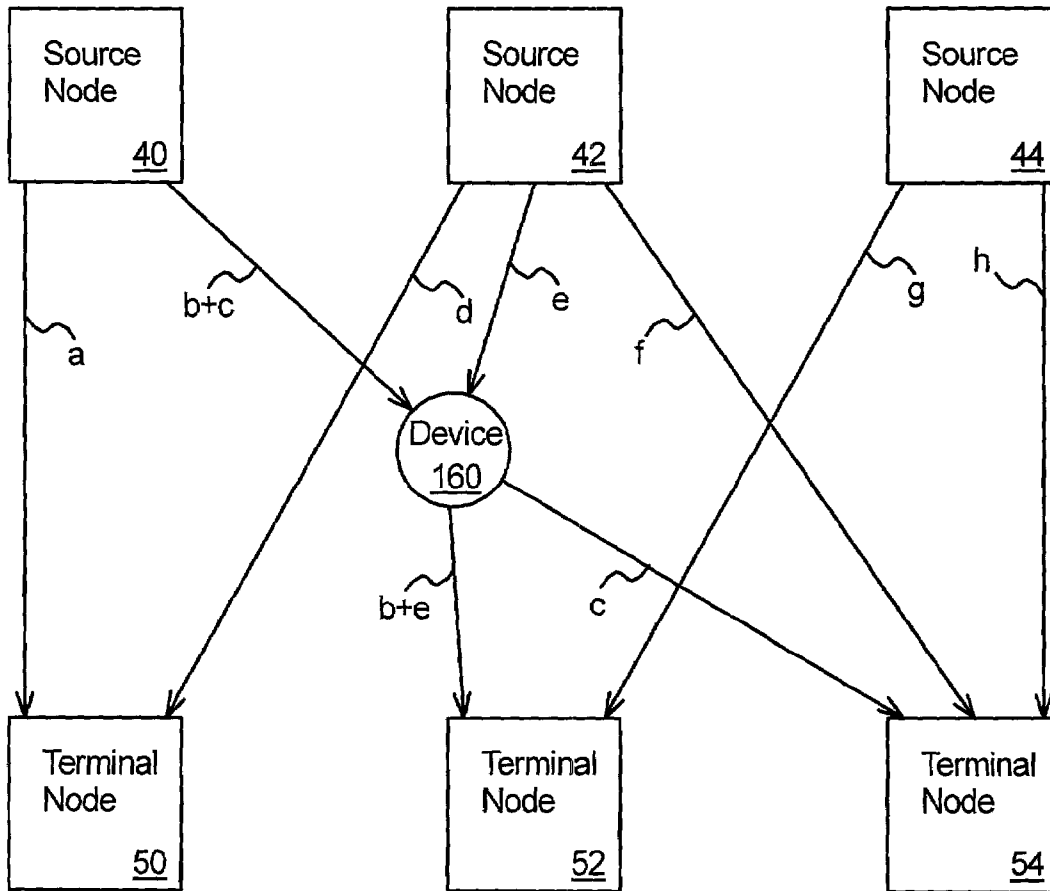 Source
Node
40
Source
Node
42
Source
Node
44
b+c
a
d
e
f
g
h
Device
160
b+e
c
Terminal
Node
50
Terminal
Node
52
Terminal
Node
54